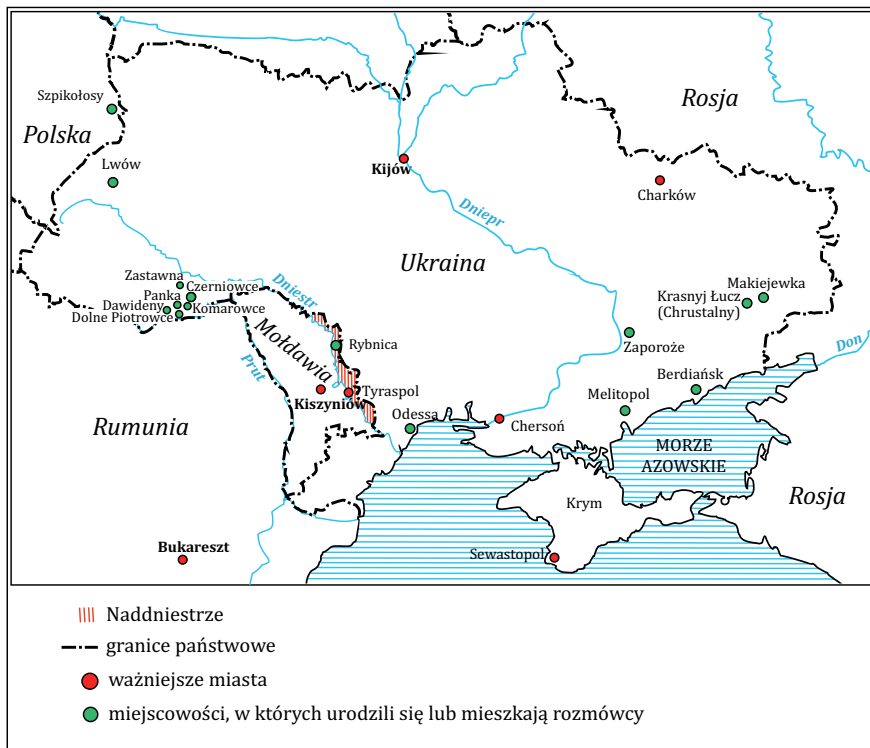 Szpikołosy
Polska
Lwów
Rosja
Kijów
Charków
Dniepr
Ukraina
Zastawna
Czerniowce
Panka
Dawideny
Komarowce
Dolne Piotrowce
Dniestr
Mołdawia
Rybnica
Prut
Kiszyniów
Tyraspol
Makiejewka
Krasnyj Łucz
(Chrustalny)
Zaporoże
Don
Berdiańsk
Melitopol
Odessa
Chersoń
Rumunia
MORZE
AZOWSKIE
Krym
Rosja
Bukareszt
Sewastopol
Naddniestrze
granice państwowe
ważniejsze miasta
miejscowości, w których urodzili się lub mieszkają rozmówcy